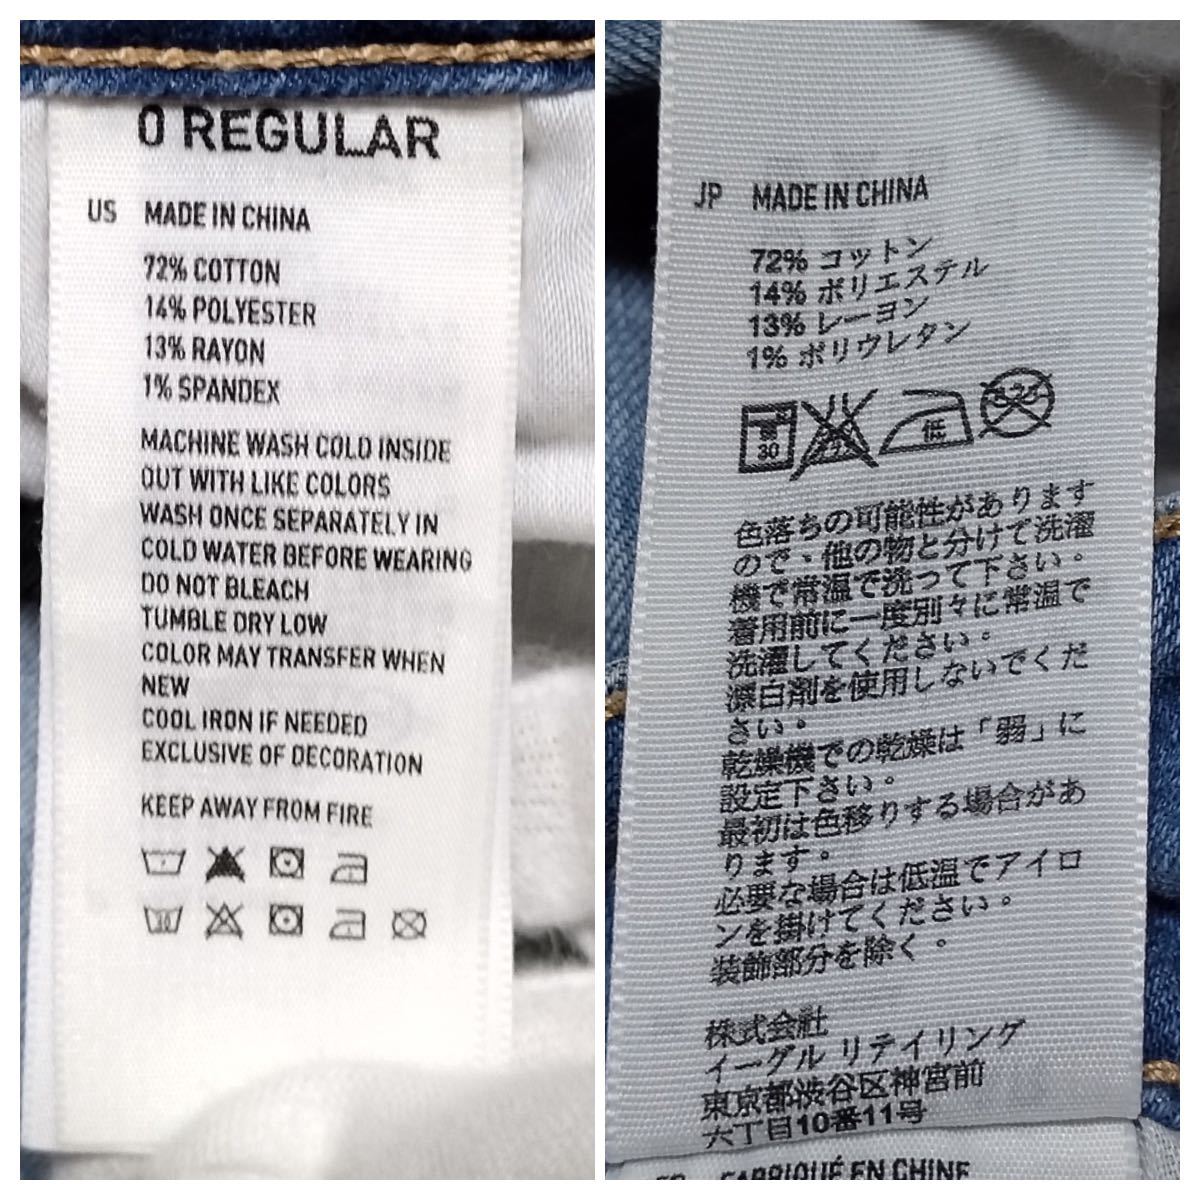 0 REGULAR
US MADE IN CHINA
72% COTTON
14% POLYESTER
13% RAYON
1% SPANDEX
MACHINE WASH COLD INSIDE
OUT WITH LIKE COLORS
WASH ONCE SEPARATELY IN
COLD WATER BEFORE WEARING
DO NOT BLEACH
TUMBLE DRY LOW
COLOR MAY TRANSFER WHEN
NEW
COOL IRON IF NEEDED
EXCLUSIVE OF DECORATION
KEEP AWAY FROM FIRE
30
JP MADE IN CHINA
72% コットン
14% ポリエステル
13% レーヨン
1% ポリウレタン
弱
30
低
色落ちの可能性があります
ので、他の物と分けて洗濯
機で常温で洗って下さい。
着用前に一度別々に常温で
洗濯してください。
漂白剤を使用しないでくだ
さい。
乾燥機での乾燥は「弱」に
設定下さい。
最初は色移りする場合があ
ります。
必要な場合は低温でアイロ
ンを掛けてください。
装飾部分を除く。
株式会社
イーグル リテイリング
東京都渋谷区神宮前
六丁目10番11号
FABRIQUÉ EN CHINE